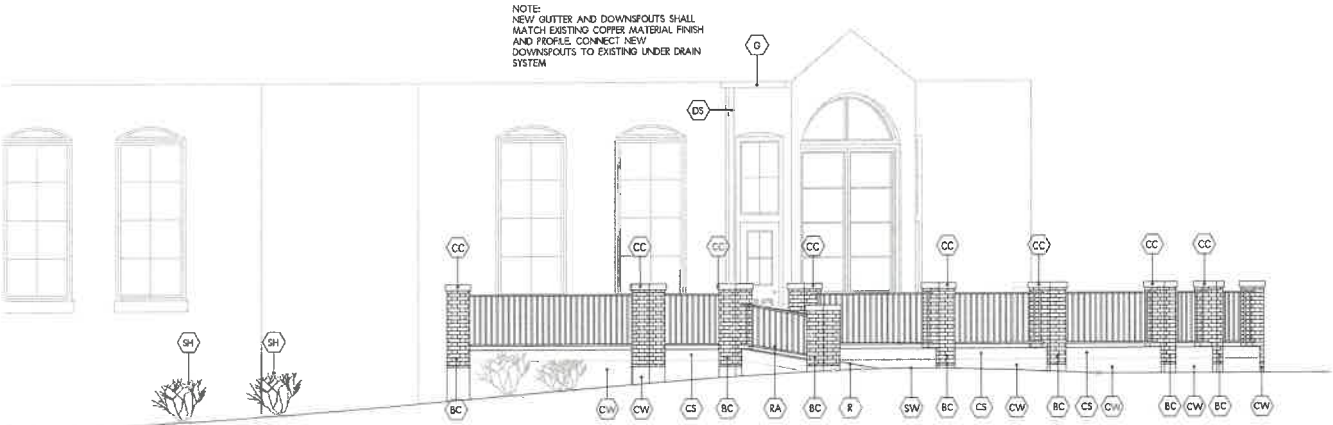 NOTE:
NEW GUTTER AND DOWNSPOUTS SHALL
MATCH EXISTING COPPER MATERIAL FINISH
AND PROFILE. CONNECT NEW
DOWNSPOUTS TO EXISTING UNDER DRAIN
SYSTEM
G
DS
CC CC CC CC CC CC CC CC
SH SH
BC CW CW CS BC RA BC R SW BC CS CW BC CS CW BC CW BC CW